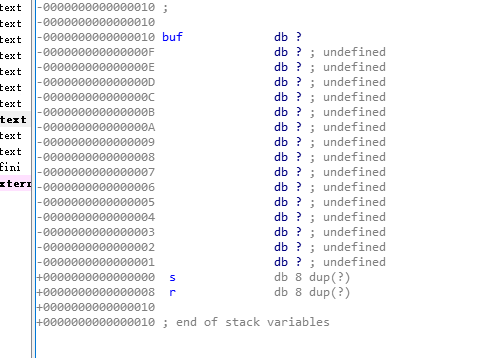 text -0000000000000010 ;
text -0000000000000010
text -0000000000000010 buf db ?
text -000000000000000F db ? ; undefined
text -000000000000000E db ? ; undefined
text -000000000000000D db ? ; undefined
text -000000000000000C db ? ; undefined
text -000000000000000B db ? ; undefined
text -000000000000000A db ? ; undefined
text -0000000000000009 db ? ; undefined
fini -0000000000000008 db ? ; undefined
extern -0000000000000007 db ? ; undefined
-0000000000000006 db ? ; undefined
-0000000000000005 db ? ; undefined
-0000000000000004 db ? ; undefined
-0000000000000003 db ? ; undefined
-0000000000000002 db ? ; undefined
-0000000000000001 db ? ; undefined
+0000000000000000 s db 8 dup(?)
+0000000000000008 r db 8 dup(?)
+0000000000000010
+0000000000000010 ; end of stack variables